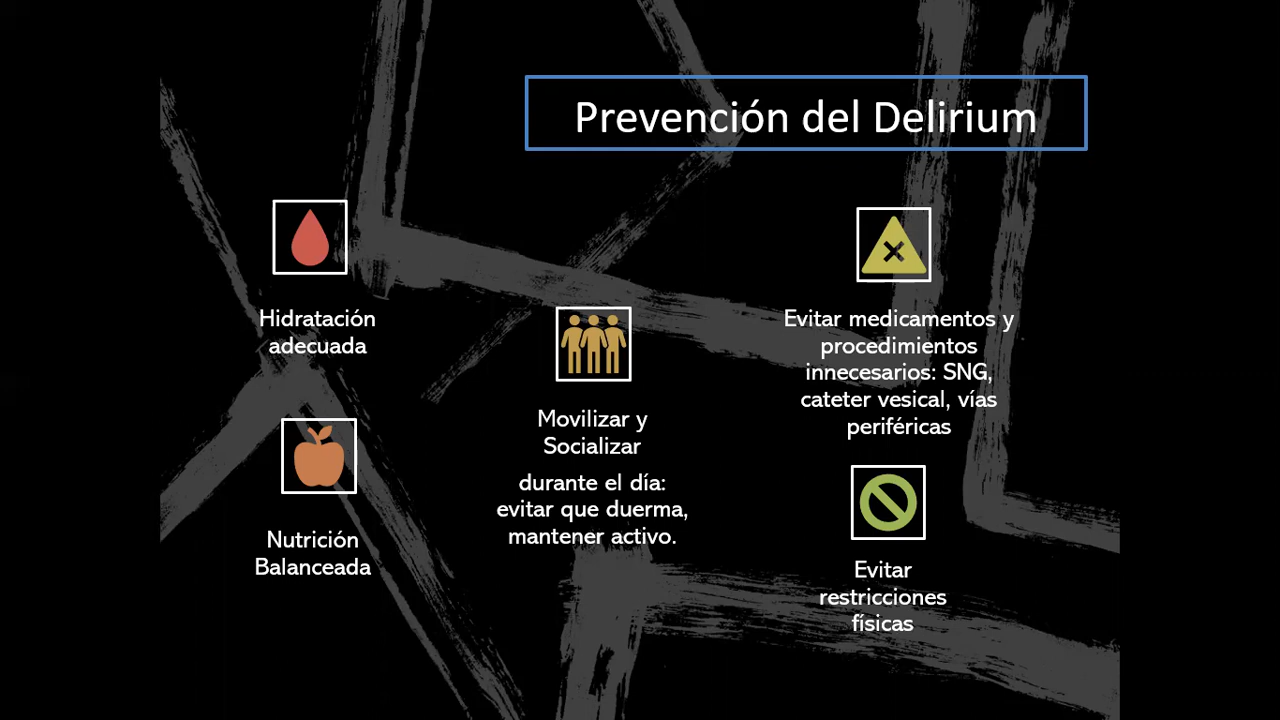 Prevención del Delirium
Hidratación
adecuada
Nutrición
Balanceada
Movilizar y
Socializar
durante el día:
evitar que duerma,
mantener activo.
Evitar medicamentos y
procedimientos
innecesarios: SNG,
cateter vesical, vías
periféricas
Evitar
restricciones
físicas